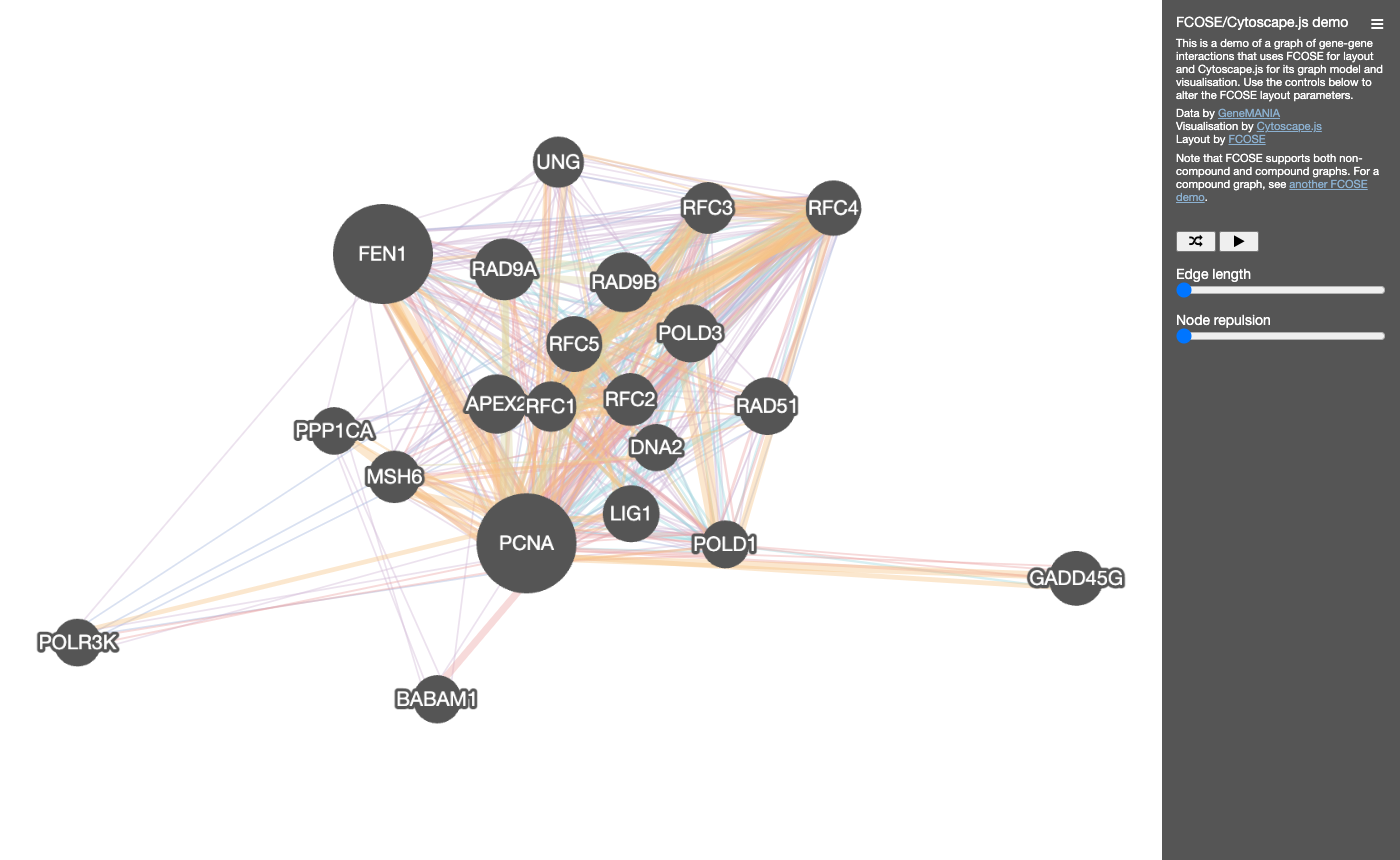 UNG
RFC3
RFC4
FEN1
RAD9A
RAD9B
POLD3
RFC5
APEX2
RFC1
RFC2
RAD51
PPP1CA
DNA2
MSH6
LIG1
PCNA
POLD1
GADD45G
POLR3K
BABAM1
FCOSE/Cytoscape.js demo
This is a demo of a graph of gene-gene
interactions that uses FCOSE for layout
and Cytoscape.js for its graph model and
visualisation. Use the controls below to
alter the FCOSE layout parameters.
Data by GeneMANIA
Visualisation by Cytoscape.js
Layout by FCOSE
Note that FCOSE supports both non-
compound and compound graphs. For a
compound graph, see another FCOSE
demo.
Edge length
Node repulsion